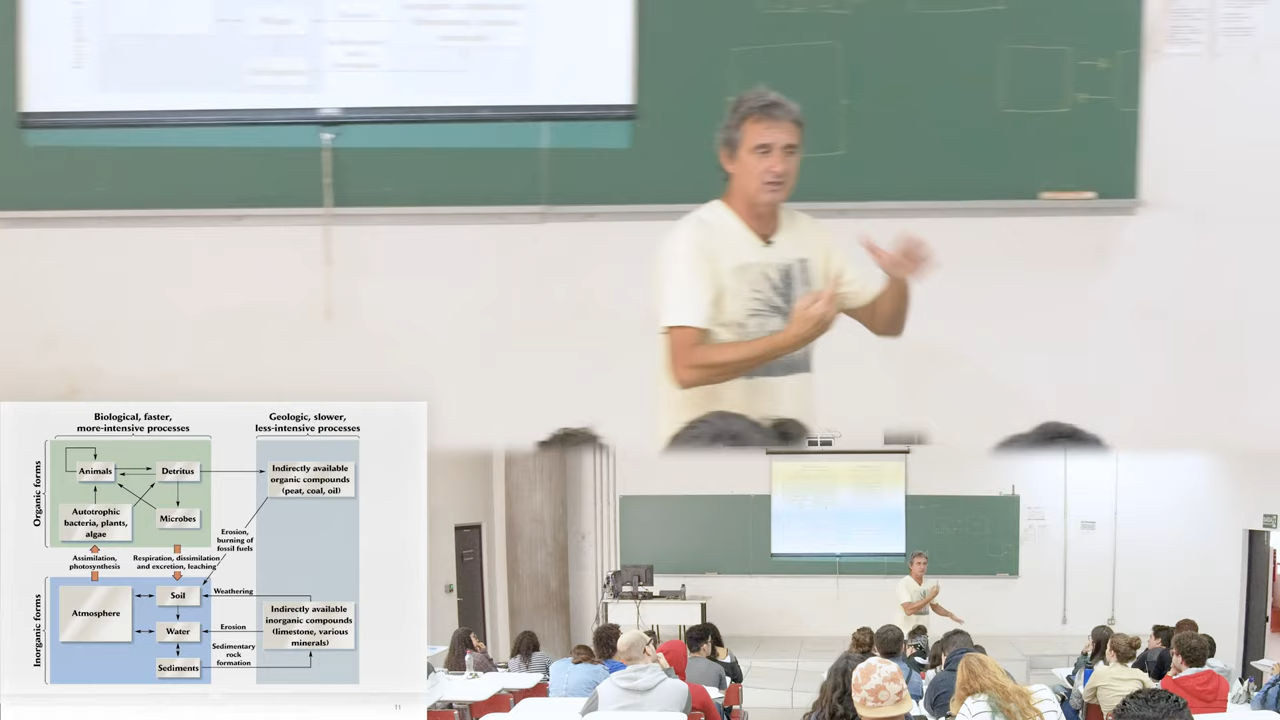 Biological, faster,
more-intensive processes
Geologic, slower,
less-intensive processes
Organic forms
Animals
Detritus
Indirectly available
organic compounds
(peat, coal, oil)
Autotrophic
bacteria, plants,
algae
Microbes
Erosion,
burning of
fossil fuels
Assimilation,
photosynthesis
Respiration, dissimilation
and excretion, leaching
Inorganic forms
Atmosphere
Soil
Weathering
Water
Erosion
Indirectly available
inorganic compounds
(limestone, various
minerals)
Sediments
Sedimentary
rock
formation
11